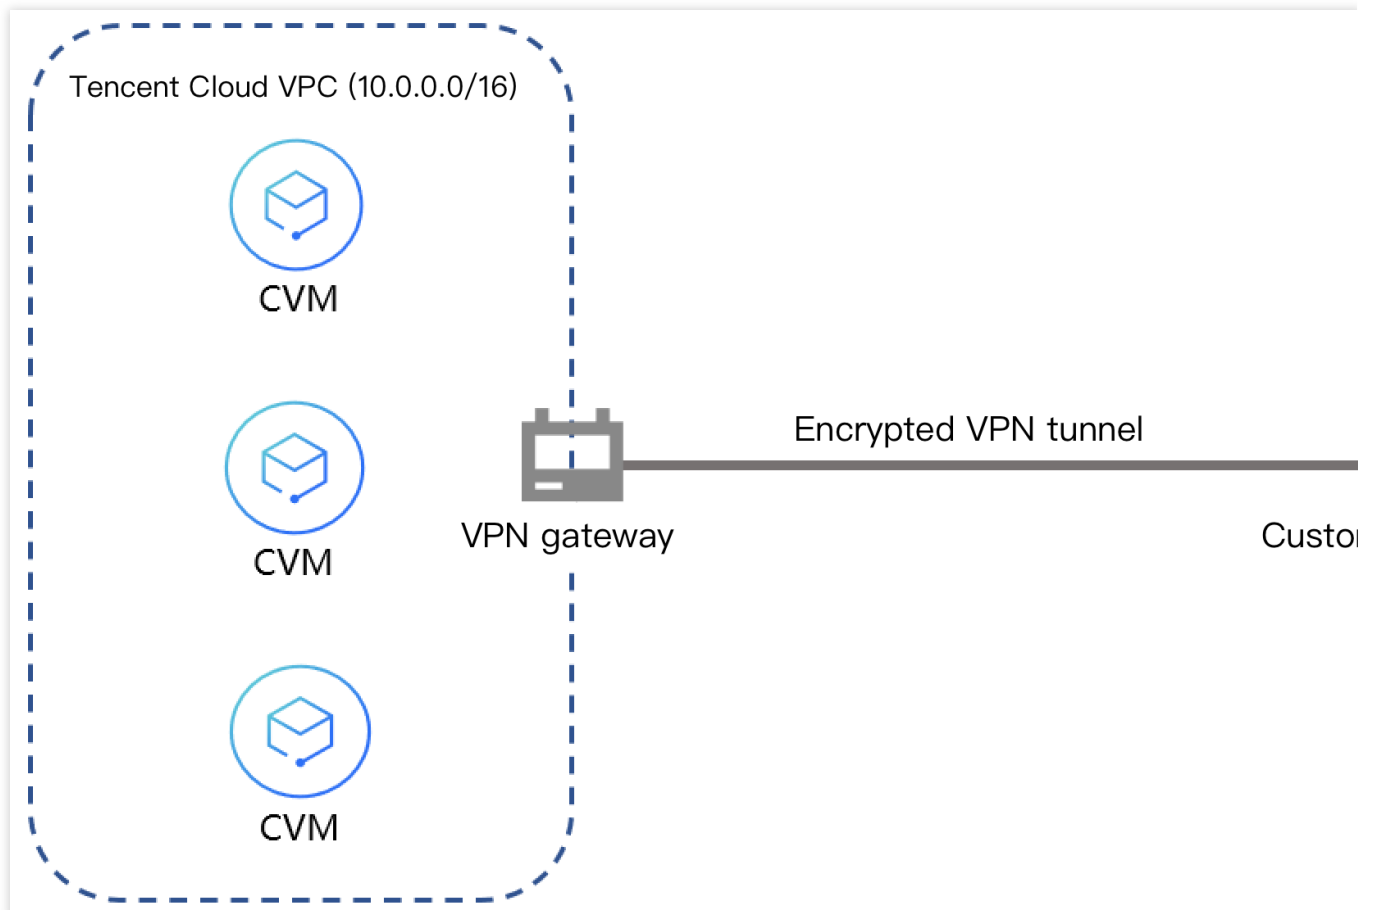 Tencent Cloud VPC (10.0.0.0/16)
CVM
Encrypted VPN tunnel
CVM
VPN gateway
CVM